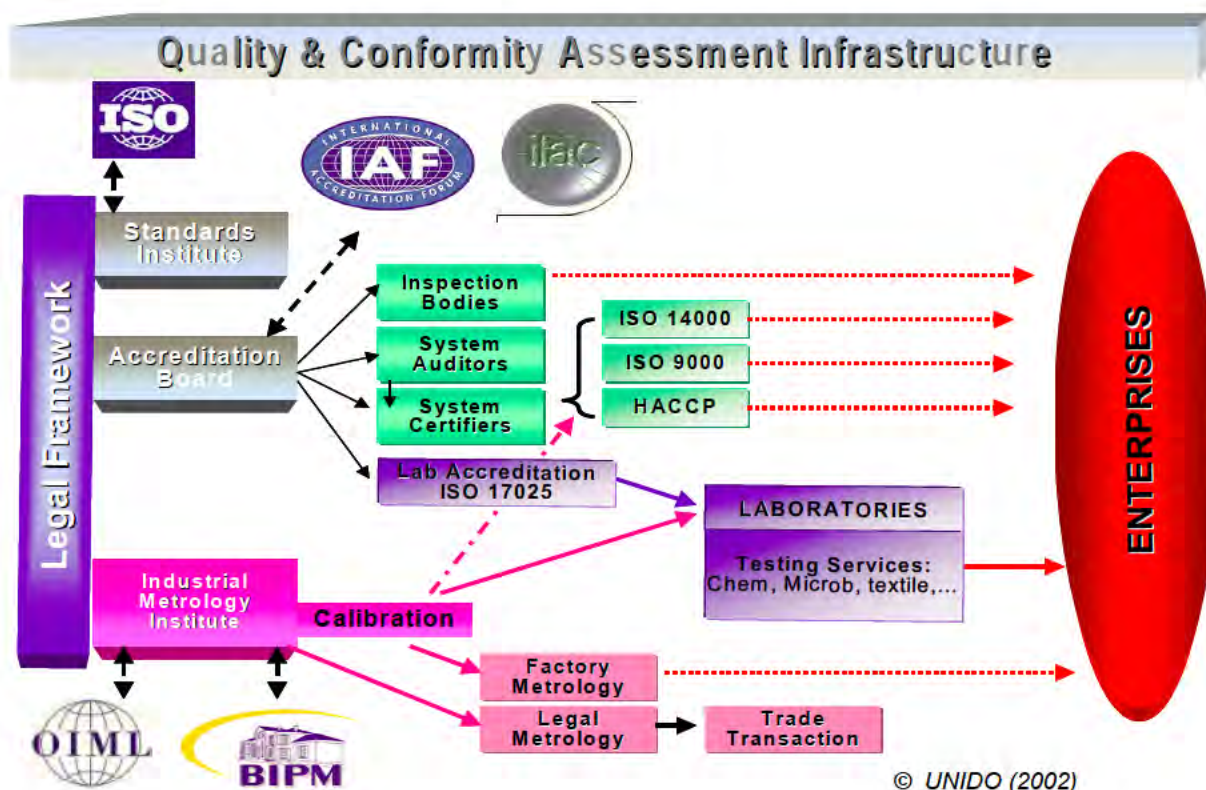 Quality & Conformity Assessment Infrastructure
ISO
INTERNATIONAL
IAF
ACCREDITATION FORUM
ilac
Legal Framework
Standards
Institute
Accreditation
Board
Inspection
Bodies
System
Auditors
System
Certifiers
ISO 14000
ISO 9000
HACCP
Lab Accreditation
ISO 17025
LABORATORIES
Testing Services:
Chem, Microb, textile,...
ENTERPRISES
Industrial
Metrology
Institute
Calibration
Factory
Metrology
Legal
Metrology
Trade
Transaction
OIML
BIPM
© UNIDO (2002)